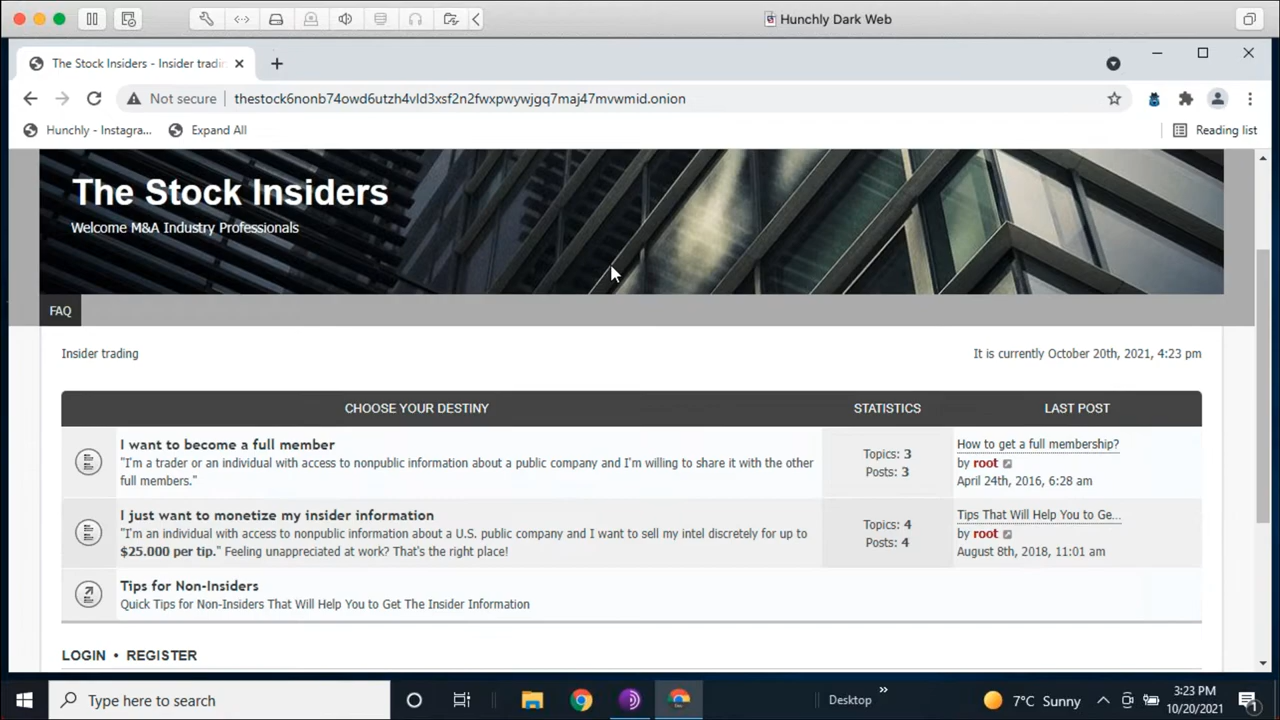 Hunchly Dark Web
The Stock Insiders - Insider tradin
Not secure
thestock6nonb74owd6utzh4vld3xsf2n2fwxpwywjgq7maj47mvwmid.onion
Hunchly - Instagra...
Expand All
Reading list
The Stock Insiders
Welcome M&A Industry Professionals
FAQ
Insider trading
It is currently October 20th, 2021, 4:23 pm
CHOOSE YOUR DESTINY
STATISTICS
LAST POST
I want to become a full member
"I'm a trader or an individual with access to nonpublic information about a public company and I'm willing to share it with the other
full members."
Topics: 3
Posts: 3
How to get a full membership?
by root
April 24th, 2016, 6:28 am
I just want to monetize my insider information
"I'm an individual with access to nonpublic information about a U.S. public company and I want to sell my intel discretely for up to
$25.000 per tip." Feeling unappreciated at work? That's the right place!
Topics: 4
Posts: 4
Tips That Will Help You to Ge...
by root
August 8th, 2018, 11:01 am
Tips for Non-Insiders
Quick Tips for Non-Insiders That Will Help You to Get The Insider Information
LOGIN • REGISTER
Type here to search
Desktop
7°C Sunny
3:23 PM
10/20/2021
1